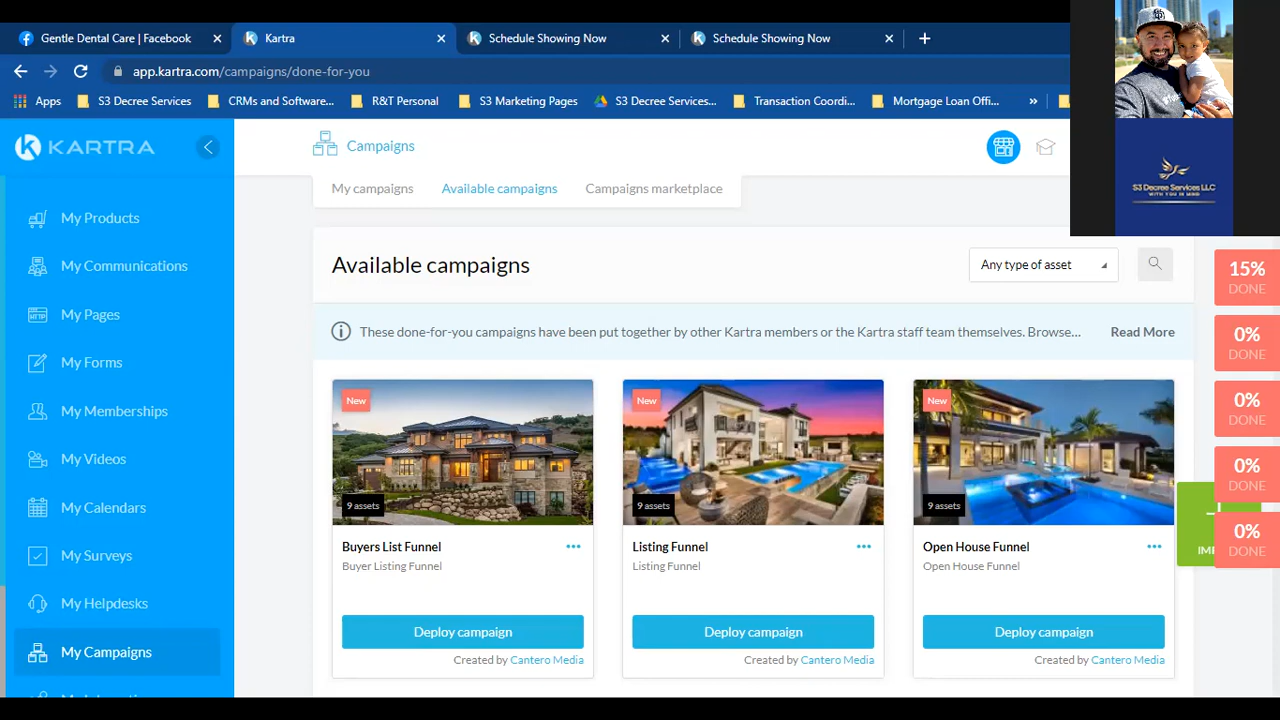 Gentle Dental Care | Facebook
Kartra
Schedule Showing Now
Schedule Showing Now
app.kartra.com/campaigns/done-for-you
Apps
S3 Decree Services
CRMs and Software...
R&T Personal
S3 Marketing Pages
S3 Decree Services...
Transaction Coordi...
Mortgage Loan Offi...
»
KARTRA
Campaigns
S3 Decree Services LLC
WITH YOU IN MIND
My campaigns
Available campaigns
Campaigns marketplace
My Products
My Communications
My Pages
My Forms
My Memberships
My Videos
My Calendars
My Surveys
My Helpdesks
My Campaigns
Available campaigns
Any type of asset
These done-for-you campaigns have been put together by other Kartra members or the Kartra staff team themselves. Browse...
Read More
New
9 assets
Buyers List Funnel
Buyer Listing Funnel
Deploy campaign
Created by Cantero Media
New
9 assets
Listing Funnel
Listing Funnel
Deploy campaign
Created by Cantero Media
New
9 assets
Open House Funnel
Open House Funnel
Deploy campaign
Created by Cantero Media
15%
DONE
0%
DONE
0%
DONE
0%
DONE
0%
DONE